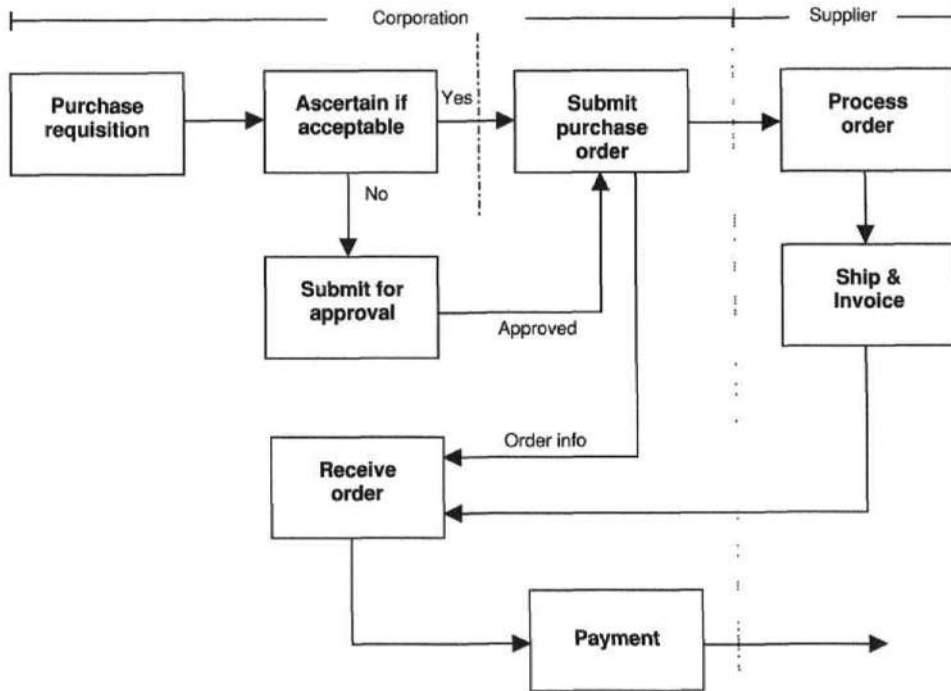 Corporation
Supplier
Purchase
requisition
Ascertain if
acceptable
Yes
Submit
purchase
order
Process
order
No
Submit for
approval
Approved
Ship &
Invoice
Order info
Receive
order
Payment